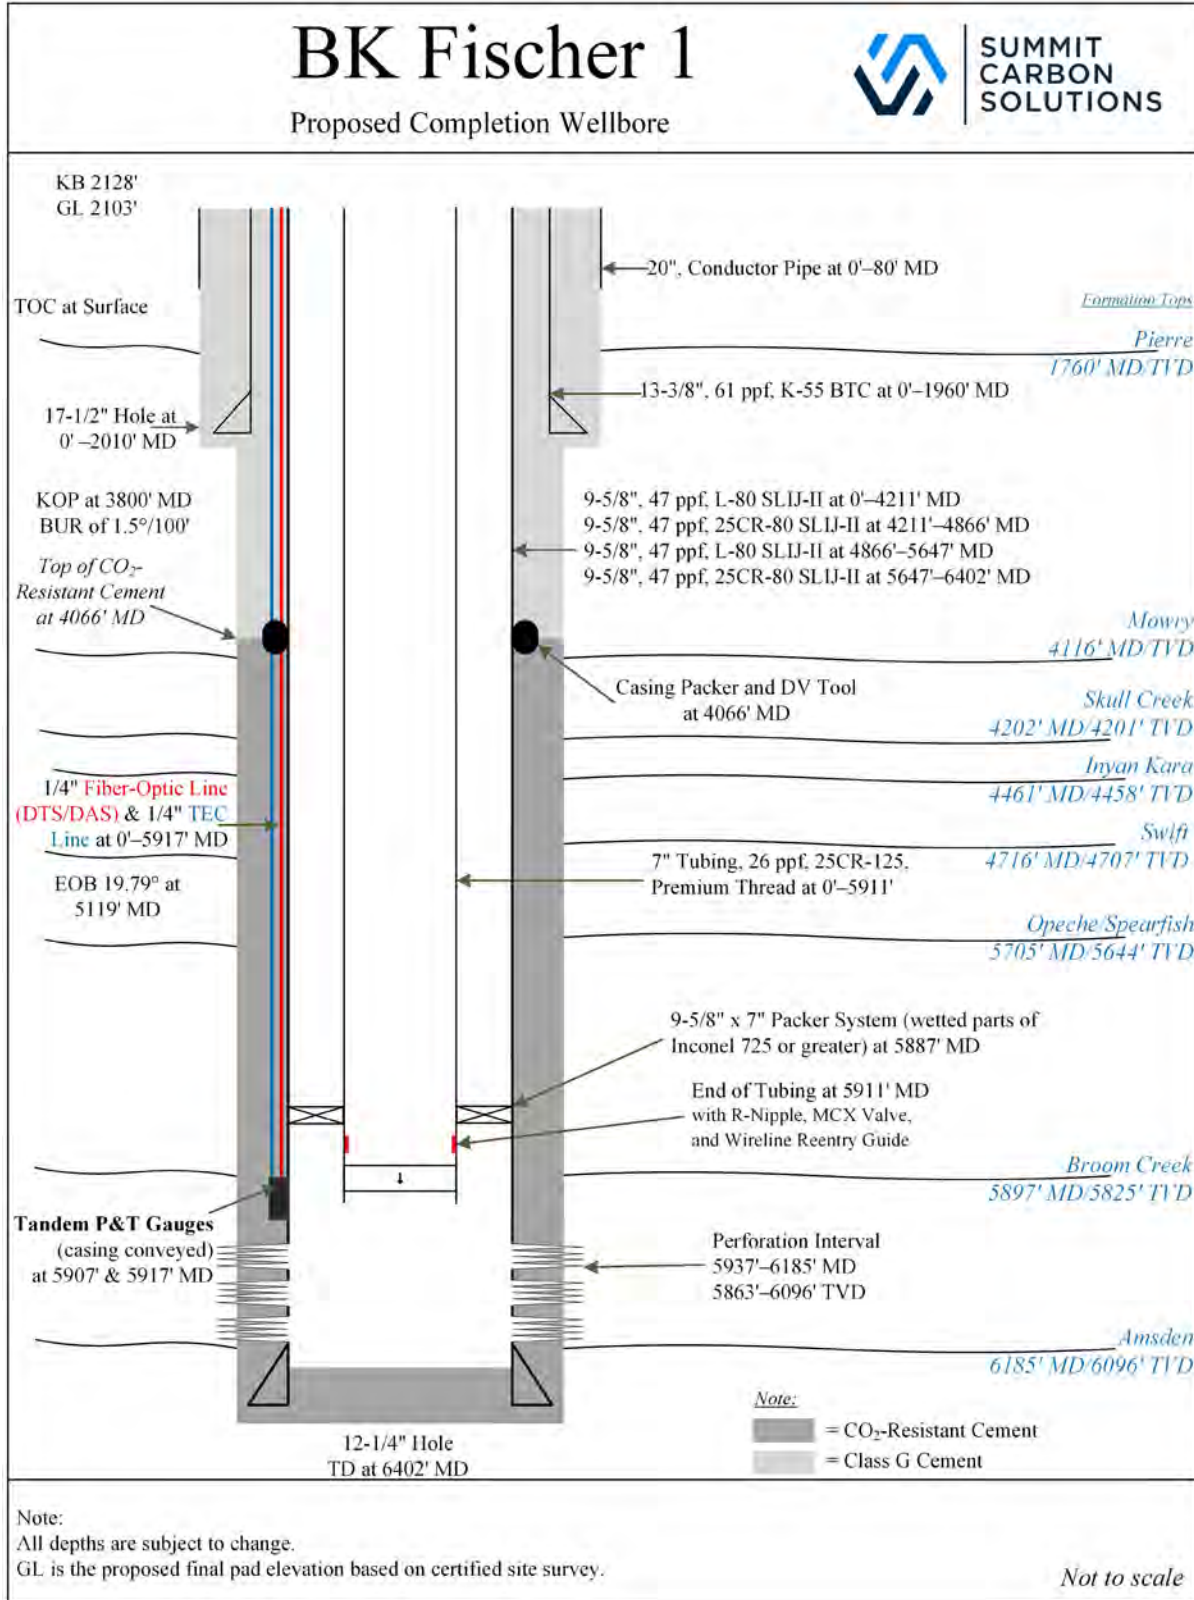 BK Fischer 1
Proposed Completion Wellbore
SUMMIT
CARBON
SOLUTIONS
KB 2128'
GL 2103'
20", Conductor Pipe at 0'–80' MD
TOC at Surface
Formation Tops
Pierre
1760' MD/TVD
13-3/8", 61 ppf, K-55 BTC at 0'–1960' MD
17-1/2" Hole at
0' –2010' MD
KOP at 3800' MD
BUR of 1.5°/100'
9-5/8", 47 ppf, L-80 SLIJ-II at 0'–4211' MD
9-5/8", 47 ppf, 25CR-80 SLIJ-II at 4211'–4866' MD
9-5/8", 47 ppf, L-80 SLIJ-II at 4866'–5647' MD
9-5/8", 47 ppf, 25CR-80 SLIJ-II at 5647'–6402' MD
Top of CO₂-
Resistant Cement
at 4066' MD
Mowry
4116' MD/TVD
Casing Packer and DV Tool
at 4066' MD
Skull Creek
4202' MD/4201' TVD
Inyan Kara
4461' MD/4458' TVD
1/4" Fiber-Optic Line
(DTS/DAS) & 1/4" TEC
Line at 0'–5917' MD
Swift
4716' MD/4707' TVD
7" Tubing, 26 ppf, 25CR-125,
Premium Thread at 0'–5911'
EOB 19.79° at
5119' MD
Opeche/Spearfish
5705' MD/5644' TVD
9-5/8" x 7" Packer System (wetted parts of
Inconel 725 or greater) at 5887' MD
End of Tubing at 5911' MD
with R-Nipple, MCX Valve,
and Wireline Reentry Guide
Broom Creek
5897' MD/5825' TVD
Tandem P&T Gauges
(casing conveyed)
at 5907' & 5917' MD
Perforation Interval
5937'–6185' MD
5863'–6096' TVD
Amsden
6185' MD/6096' TVD
Note:
= CO₂-Resistant Cement
= Class G Cement
12-1/4" Hole
TD at 6402' MD
Note:
All depths are subject to change.
GL is the proposed final pad elevation based on certified site survey.
Not to scale